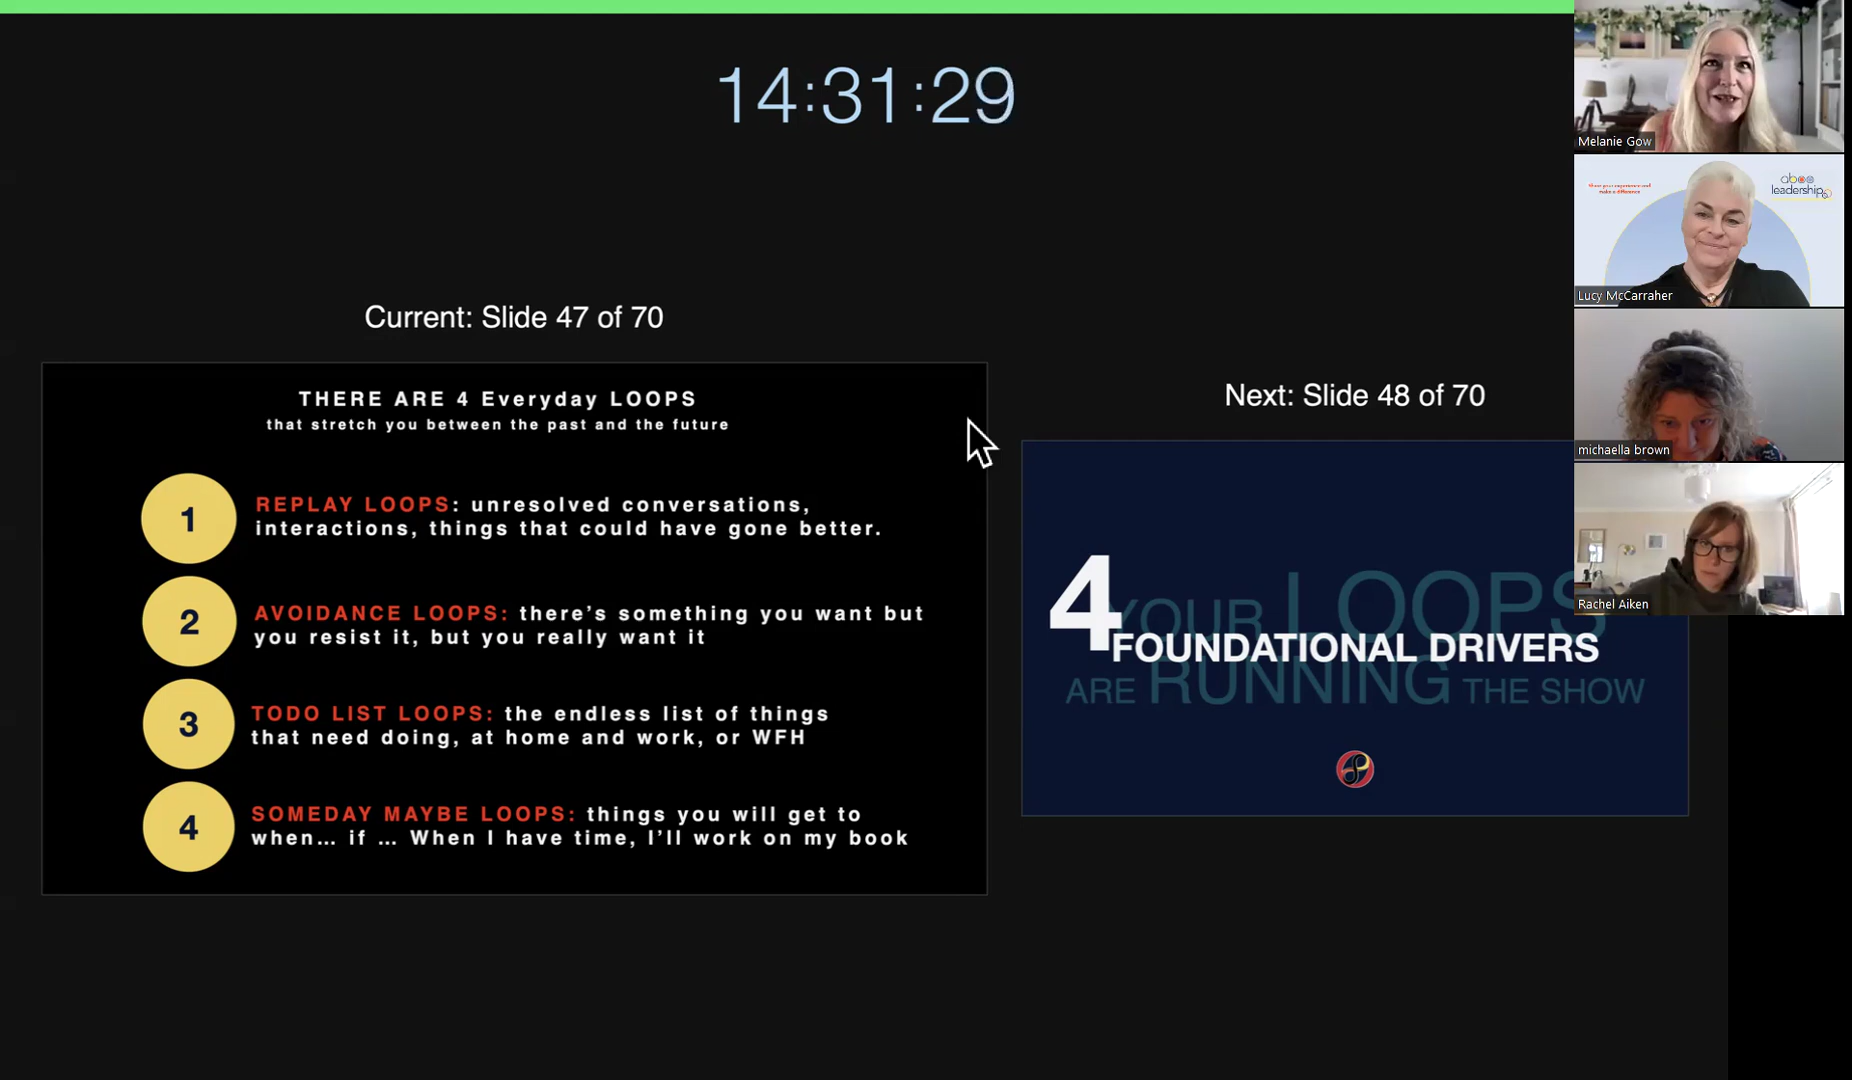 14:31:29
Current: Slide 47 of 70
THERE ARE 4 Everyday LOOPS
that stretch you between the past and the future
1
REPLAY LOOPS: unresolved conversations,
interactions, things that could have gone better.
2
AVOIDANCE LOOPS: there’s something you want but
you resist it, but you really want it
3
TODO LIST LOOPS: the endless list of things
that need doing, at home and work, or WFH
4
SOMEDAY MAYBE LOOPS: things you will get to
when… if … When I have time, I’ll work on my book
Next: Slide 48 of 70
YOUR LOOPS
4
FOUNDATIONAL DRIVERS
ARE RUNNING THE SHOW
Melanie Gow
make a difference
leadership
Lucy McCarraher
michaella brown
Rachel Aiken